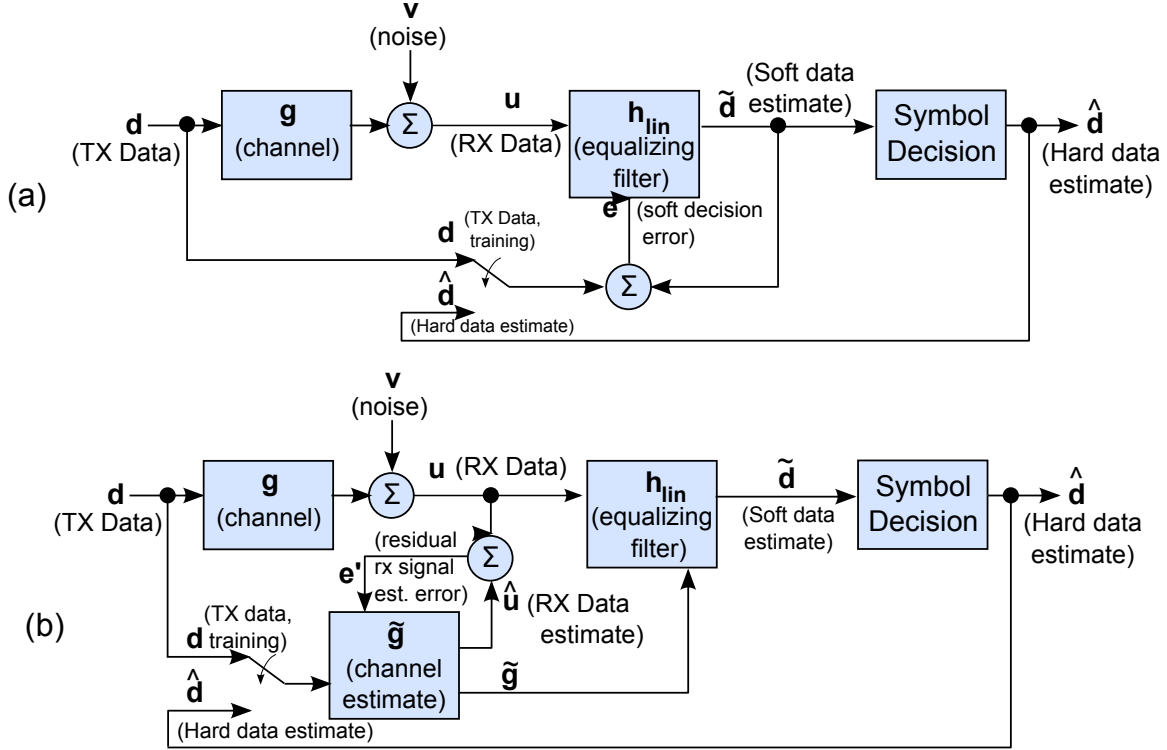 v
(noise)
d
(TX Data)
g
(channel)
Σ
u
(RX Data)
h_lin
(equalizing
filter)
d̃
(Soft data
estimate)
Symbol
Decision
d̂
(Hard data
estimate)
(a)
e
(soft decision
error)
d
(TX Data,
training)
Σ
d̂
(Hard data estimate)
v
(noise)
d
(TX Data)
g
(channel)
Σ
u (RX Data)
h_lin
(equalizing
filter)
d̃
(Soft data
estimate)
Symbol
Decision
d̂
(Hard data
estimate)
(b)
e'
(residual
rx signal
est. error)
Σ
û (RX Data
estimate)
d
(TX data,
training)
g̃
(channel
estimate)
g̃
d̂
(Hard data estimate)